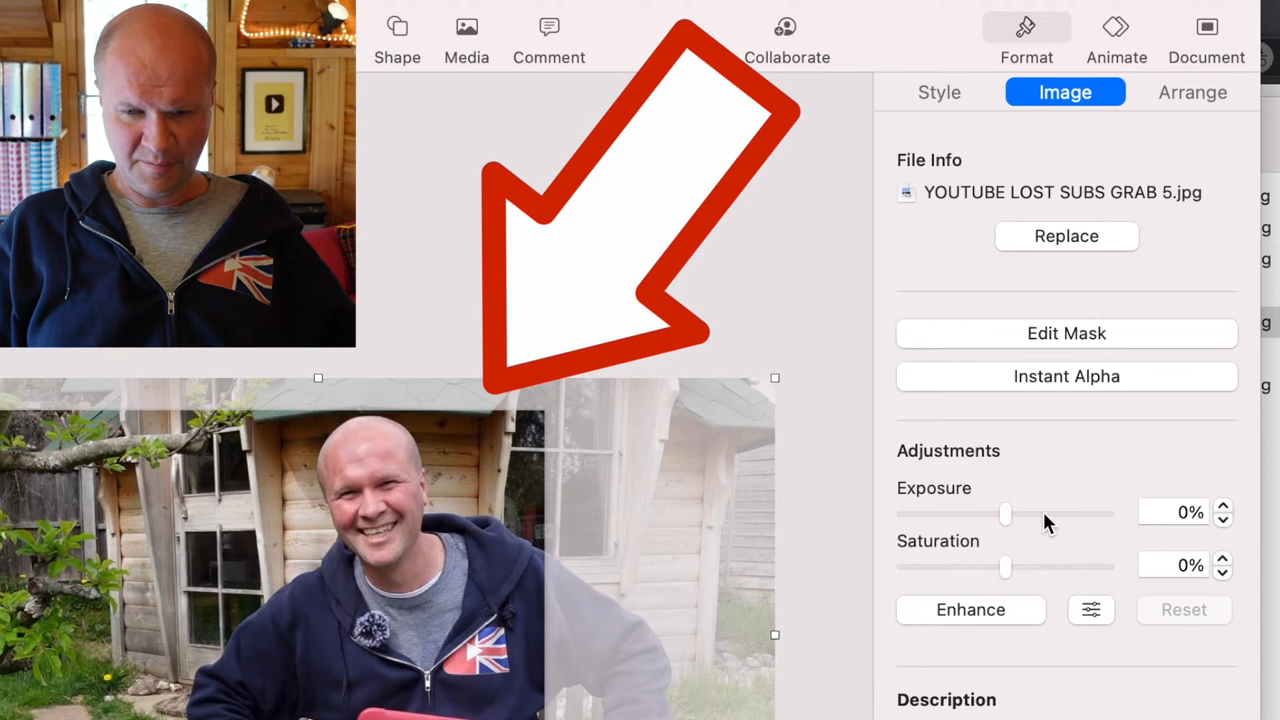 Shape Media Comment Collaborate Format Animate Document
Style Image Arrange
File Info
YOUTUBE LOST SUBS GRAB 5.jpg
Replace
Edit Mask
Instant Alpha
Adjustments
Exposure
0%
Saturation
0%
Enhance Reset
Description